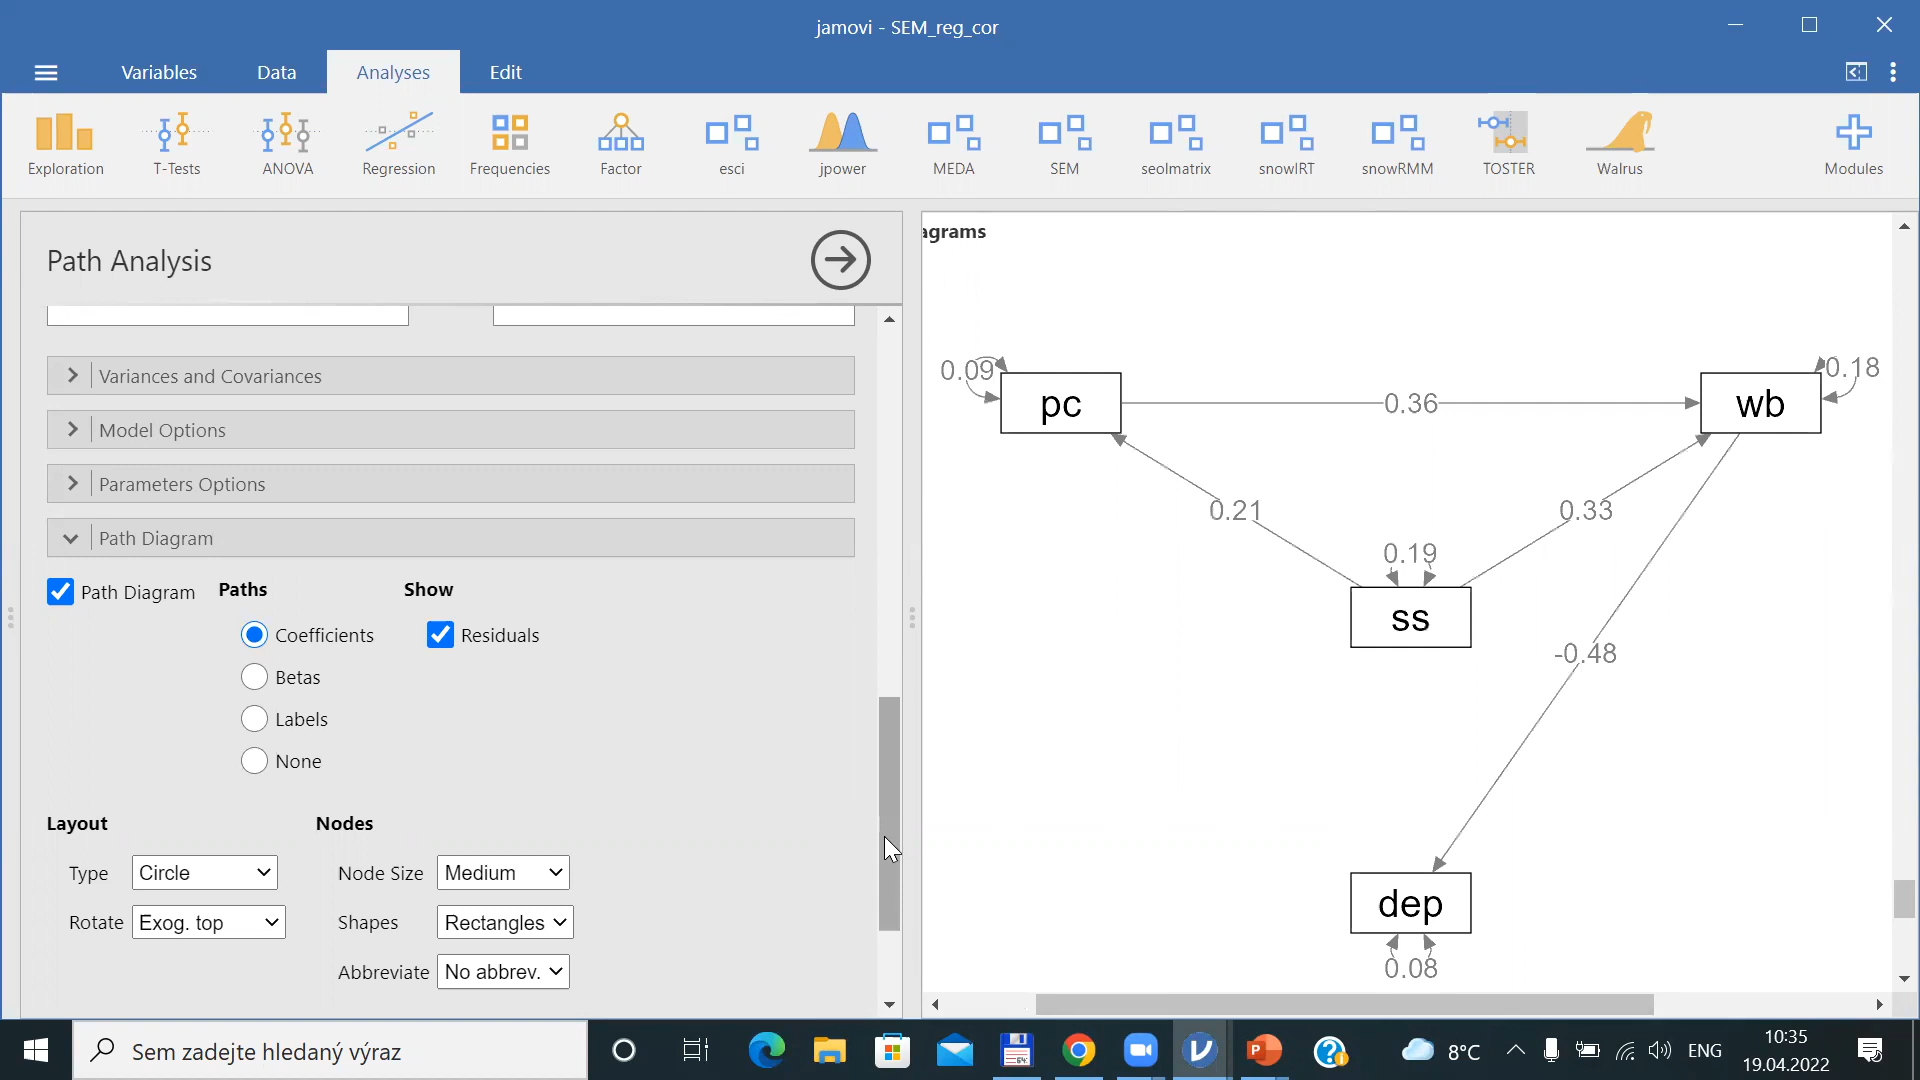 jamovi - SEM_reg_cor
Variables
Data
Analyses
Edit
Exploration
T-Tests
ANOVA
Regression
Frequencies
Factor
esci
jpower
MEDA
SEM
seolmatrix
snowIRT
snowRMM
TOSTER
Walrus
Modules
Path Analysis
Variances and Covariances
Model Options
Parameters Options
Path Diagram
Path Diagram
Paths
Show
Coefficients
Residuals
Betas
Labels
None
Layout
Nodes
Type
Circle
Node Size
Medium
Rotate
Exog. top
Shapes
Rectangles
Abbreviate
No abbrev.
agrams
0.09
pc
0.36
wb
0.18
0.21
0.33
0.19
ss
-0.48
dep
0.08
Sem zadejte hledaný výraz
64
8°C
ENG
10:35
19.04.2022